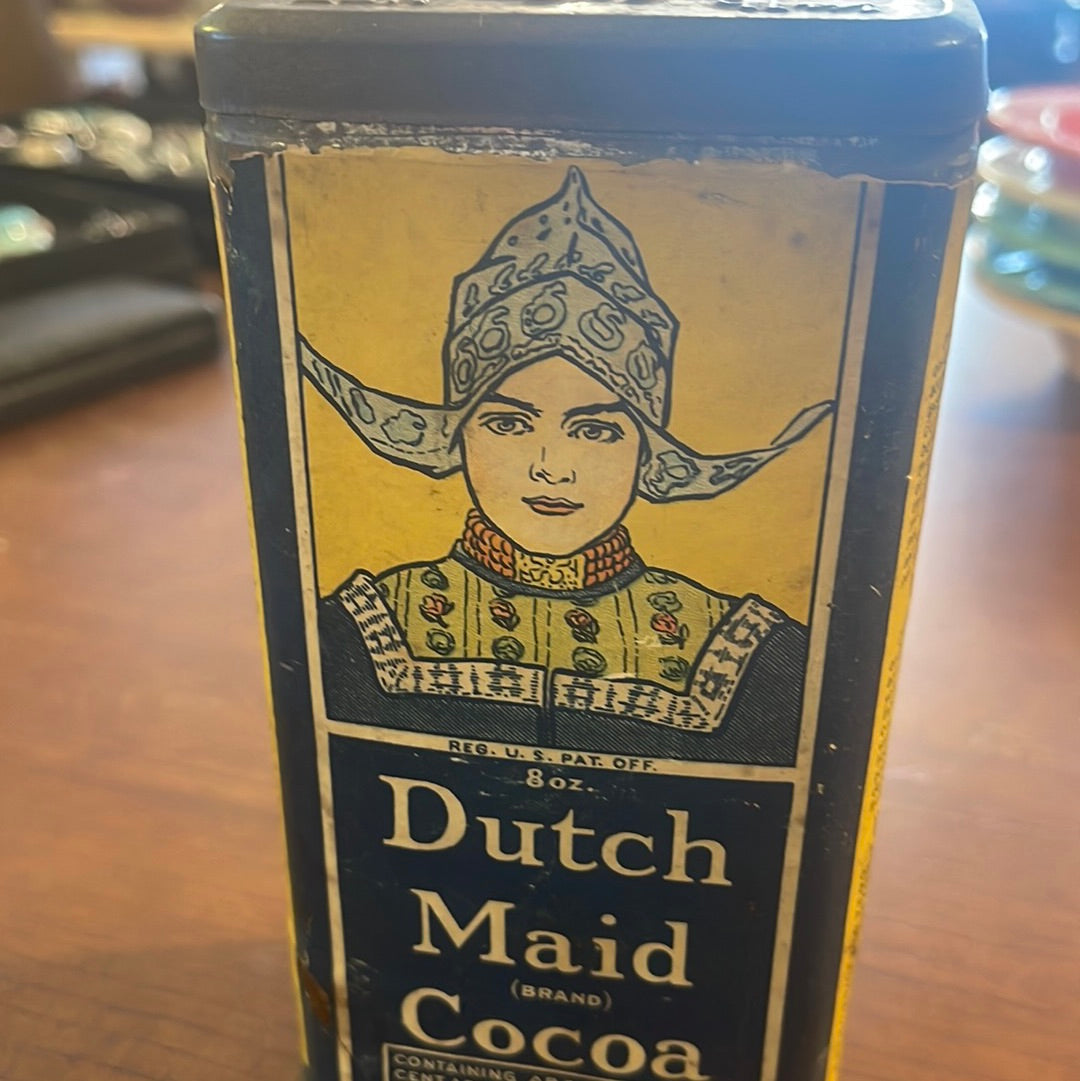 REG. U. S. PAT. OFF.
8 oz.
Dutch
Maid
(BRAND)
Cocoa
CONTAINING